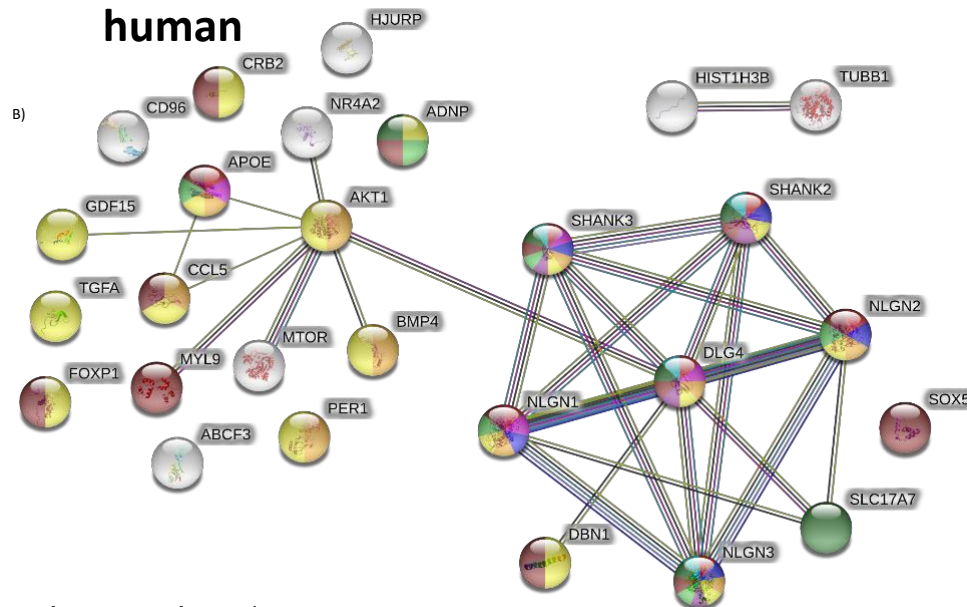 human
B)
HJURP
CRB2
HIST1H3B
TUBB1
CD96
NR4A2
ADNP
APOE
AKT1
SHANK2
GDF15
SHANK3
CCL5
TGFA
NLGN2
BMP4
MTOR
MYL9
DLG4
FOXP1
NLGN1
SOX5
PER1
ABCF3
SLC17A7
DBN1
NLGN3